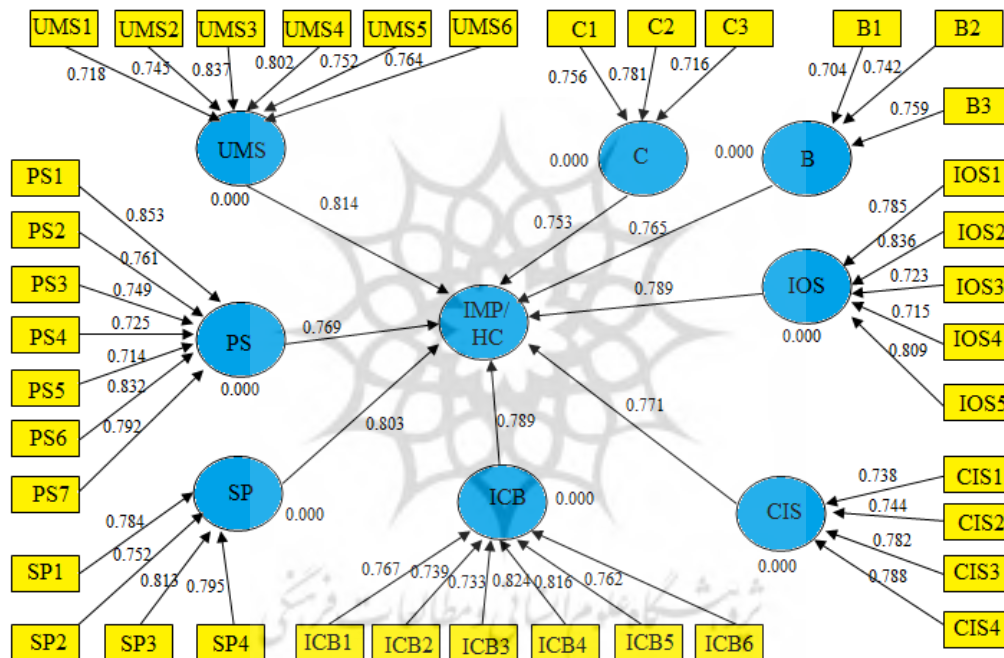 UMS1 UMS2 UMS3 UMS4 UMS5 UMS6 C1 C2 C3 B1 B2
0.718 0.745 0.837 0.802 0.752 0.764 0.756 0.781 0.716 0.704 0.742
B3
0.759
UMS C B
0.000 0.000 0.000
PS1 IOS1
0.853 0.814 0.753 0.765 0.785
PS2 IOS2
0.761 0.836
PS3 IOS3
0.749 0.789 0.723
IMP/
HC
IOS
0.000
PS4 IOS4
0.725 0.769 0.715
PS
0.000
PS5 IOS5
0.714 0.809
PS6
0.832
PS7
0.792
0.803 0.789 0.771
SP ICB CIS
0.000 0.000 0.000
CIS1
0.738
CIS2
0.744
CIS3
0.782
CIS4
0.788
0.784 0.752 0.813 0.795
SP1
SP2 SP3 SP4
0.767 0.739 0.733 0.824 0.816 0.762
ICB1 ICB2 ICB3 ICB4 ICB5 ICB6
پژوهشگاه علوم انسانی و مطالعات فرهنگی